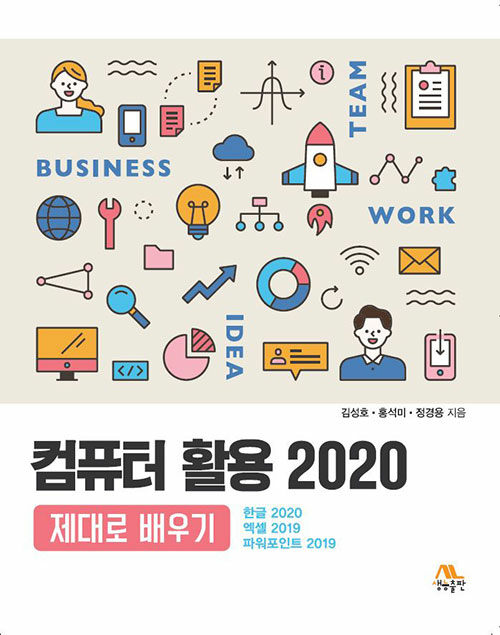 TEAM
BUSINESS
WORK
IDEA
김성호 • 홍석미 • 정경용 지음
컴퓨터 활용 2020
제대로 배우기
한글 2020
엑셀 2019
파워포인트 2019
생능출판